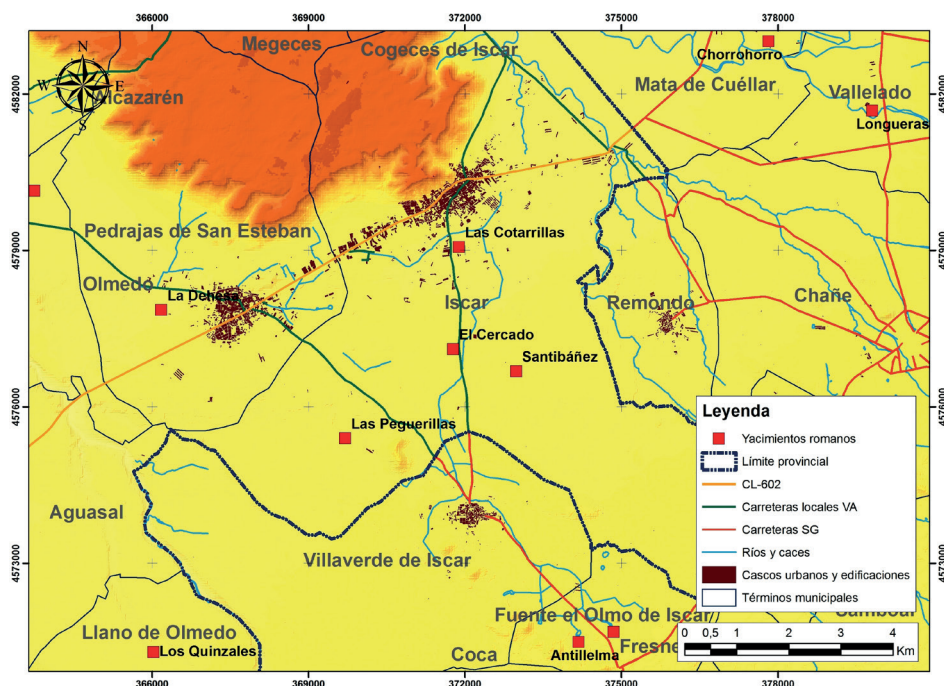 366000 369000 372000 375000 378000
N
W E
S
Megeces
Cogeces de Iscar
Chorrohorro
4582000
4582000
Alcazarén
Mata de Cuéllar
Vallelado
Longueras
Pedrajas de San Esteban
Las Cotarrillas
4579000
4579000
Olmedo
La Dehesa
Iscar
Remondo
Chañe
El Cercado
Santibáñez
4576000
4576000
Las Peguerillas
Leyenda
Yacimientos romanos
Límite provincial
CL-602
Carreteras locales VA
Carreteras SG
Ríos y caces
Cascos urbanos y edificaciones
Términos municipales
Aguasal
4573000
4573000
Villaverde de Iscar
Fuente el Olmo de Iscar
Llano de Olmedo
Los Quinzales
Coca
Antillelma
Fresne
0 0,5 1 2 3 4
Km
366000 369000 372000 375000 378000